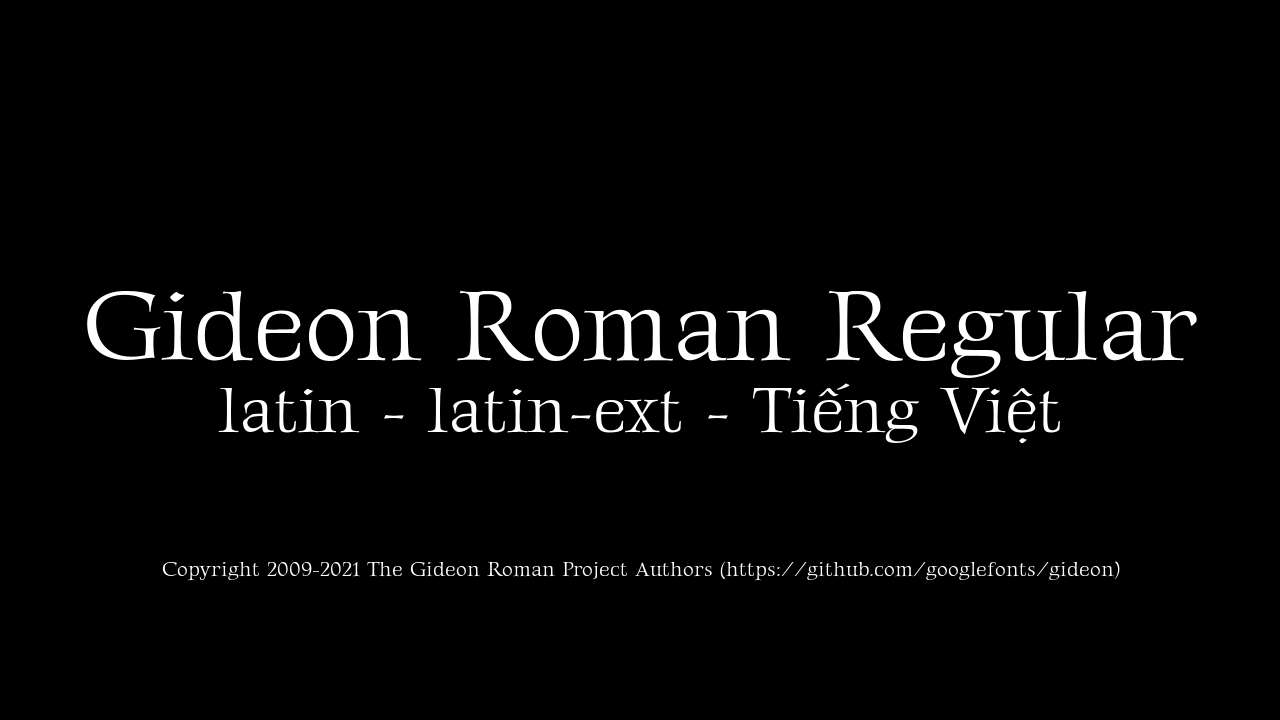 Gideon Roman Regular
latin - latin-ext - Tiếng Việt
Copyright 2009-2021 The Gideon Roman Project Authors (https://github.com/googlefonts/gideon)